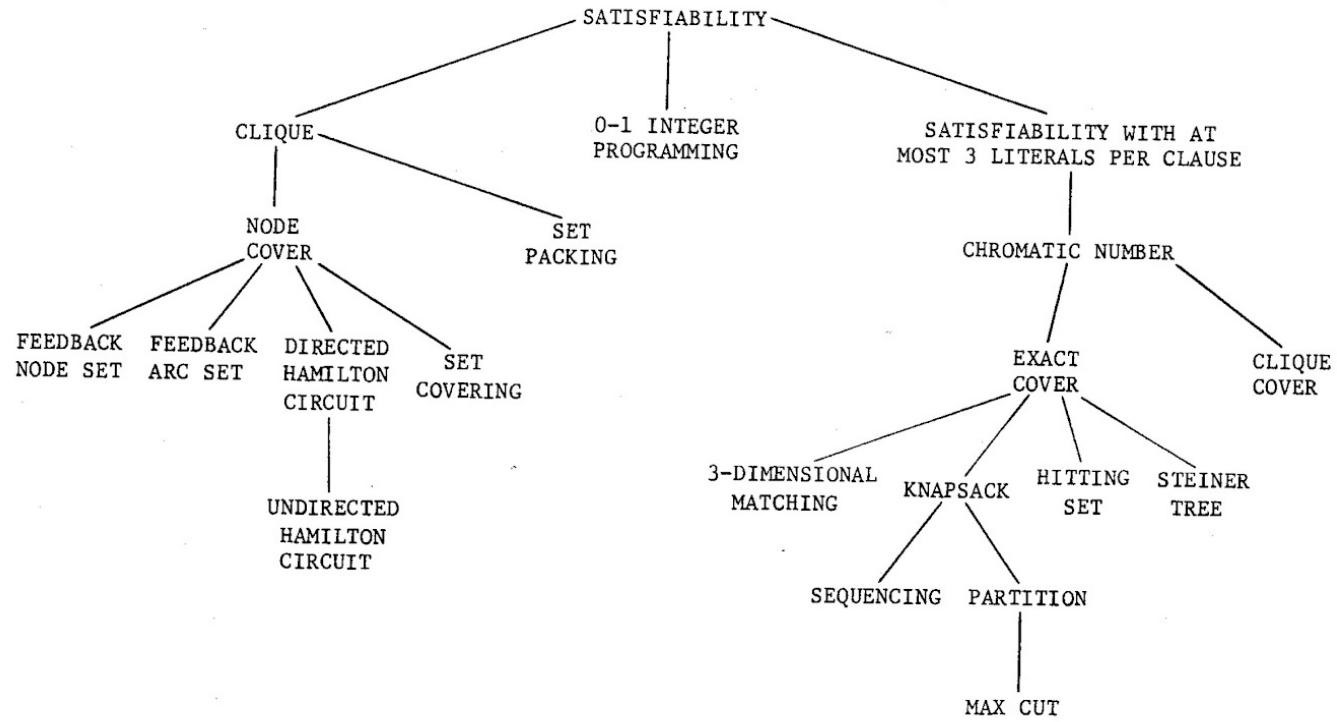 SATISFIABILITY
CLIQUE
0-1 INTEGER
PROGRAMMING
SATISFIABILITY WITH AT
MOST 3 LITERALS PER CLAUSE
NODE
COVER
SET
PACKING
CHROMATIC NUMBER
FEEDBACK
NODE SET
FEEDBACK
ARC SET
DIRECTED
HAMILTON
CIRCUIT
SET
COVERING
EXACT
COVER
CLIQUE
COVER
3-DIMENSIONAL
MATCHING
KNAPSACK
HITTING
SET
STEINER
TREE
UNDIRECTED
HAMILTON
CIRCUIT
SEQUENCING
PARTITION
MAX CUT